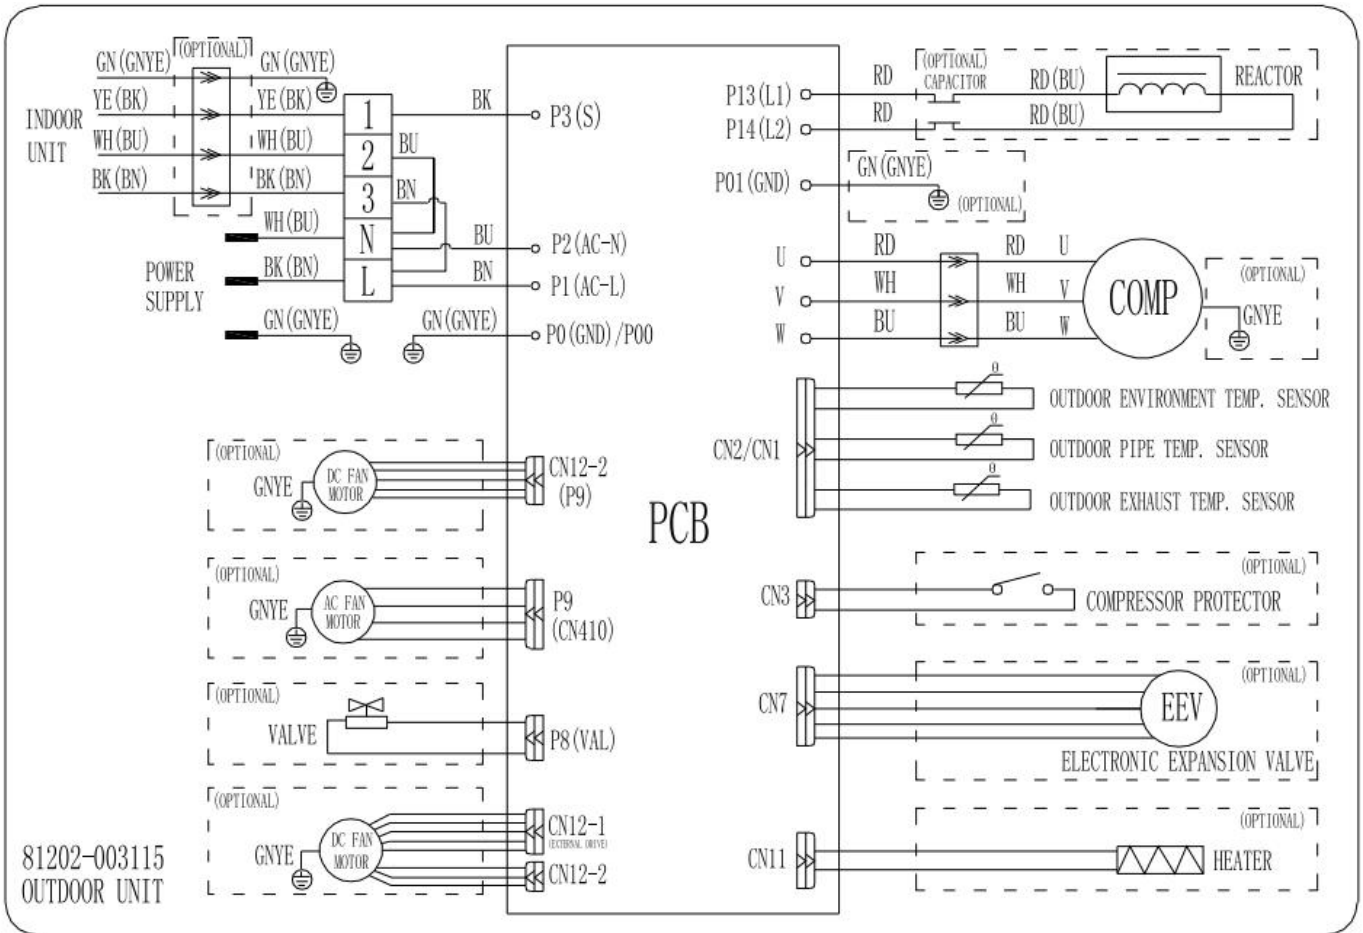 (OPTIONAL)
GN(GNYE)
GN(GNYE)
INDOOR
UNIT
YE(BK)
YE(BK)
WH(BU)
WH(BU)
BK(BN)
BK(BN)
1
2
3
N
L
BK
BU
BN
BU
BN
P3(S)
P2(AC-N)
P1(AC-L)
POWER
SUPPLY
WH(BU)
BK(BN)
GN(GNYE)
GN(GNYE)
P0(GND)/P00
(OPTIONAL)
GNYE
DC FAN
MOTOR
CN12-2
(P9)
(OPTIONAL)
GNYE
AC FAN
MOTOR
P9
(CN410)
(OPTIONAL)
VALVE
P8(VAL)
(OPTIONAL)
GNYE
DC FAN
MOTOR
CN12-1
(EXTERNAL DRIVE)
CN12-2
81202-003115
OUTDOOR UNIT
PCB
P13(L1)
RD
(OPTIONAL)
CAPACITOR
RD(BU)
REACTOR
P14(L2)
RD
RD(BU)
P01(GND)
GN(GNYE)
(OPTIONAL)
U
RD
RD
U
V
WH
WH
V
W
BU
BU
W
COMP
(OPTIONAL)
GNYE
CN2/CN1
θ
OUTDOOR ENVIRONMENT TEMP. SENSOR
θ
OUTDOOR PIPE TEMP. SENSOR
θ
OUTDOOR EXHAUST TEMP. SENSOR
CN3
(OPTIONAL)
COMPRESSOR PROTECTOR
CN7
(OPTIONAL)
EEV
ELECTRONIC EXPANSION VALVE
CN11
(OPTIONAL)
HEATER